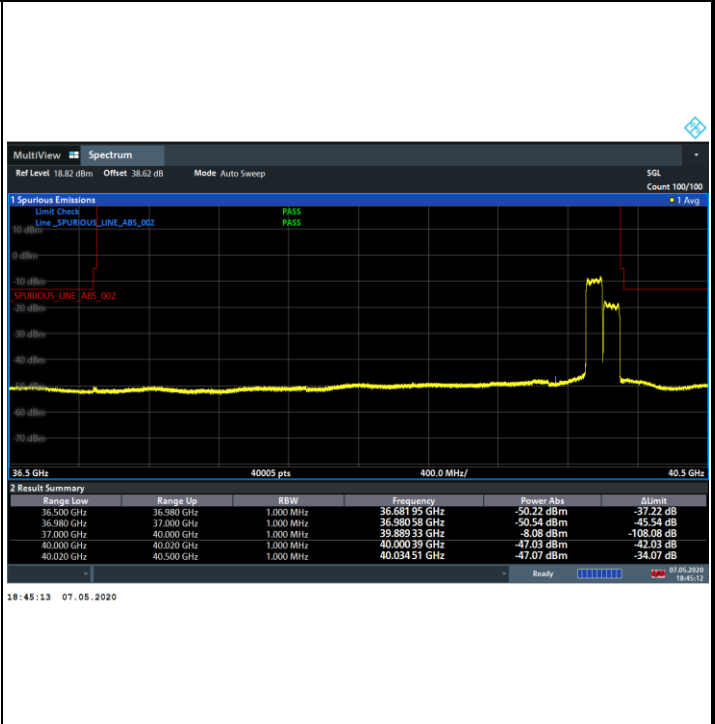 MultiView Spectrum
Ref Level 18.82 dBm Offset 38.62 dB Mode Auto Sweep SGL
Count 100/100
1 Spurious Emissions 1 Avg
Limit Check PASS
Line _SPURIOUS_LINE_ABS_002 PASS
10 dBm
0 dBm
-10 dBm
_SPURIOUS_LINE_ABS_002
-20 dBm
-30 dBm
-40 dBm
-50 dBm
-60 dBm
-70 dBm
36.5 GHz 40005 pts 400.0 MHz/ 40.5 GHz
2 Result Summary
Range Low Range Up RBW Frequency Power Abs ΔLimit
36.500 GHz 36.980 GHz 1.000 MHz 36.681 95 GHz -50.22 dBm -37.22 dB
36.980 GHz 37.000 GHz 1.000 MHz 36.980 58 GHz -50.54 dBm -45.54 dB
37.000 GHz 40.000 GHz 1.000 MHz 39.889 33 GHz -8.08 dBm -108.08 dB
40.000 GHz 40.020 GHz 1.000 MHz 40.000 39 GHz -47.03 dBm -42.03 dB
40.020 GHz 40.500 GHz 1.000 MHz 40.034 51 GHz -47.07 dBm -34.07 dB
Ready 07.05.2020
18:45:12
18:45:13 07.05.2020